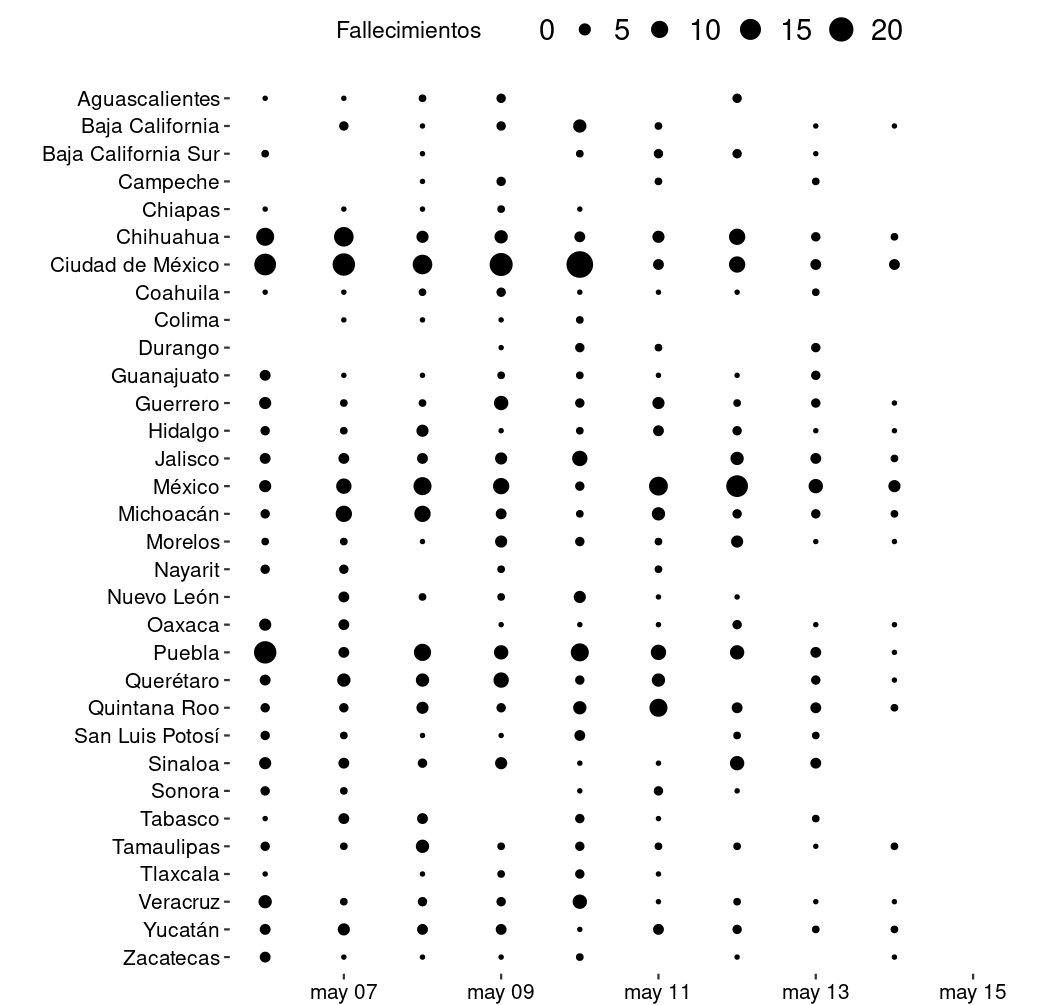 Fallecimientos 0 5 10 15 20
Aguascalientes
Baja California
Baja California Sur
Campeche
Chiapas
Chihuahua
Ciudad de México
Coahuila
Colima
Durango
Guanajuato
Guerrero
Hidalgo
Jalisco
México
Michoacán
Morelos
Nayarit
Nuevo León
Oaxaca
Puebla
Querétaro
Quintana Roo
San Luis Potosí
Sinaloa
Sonora
Tabasco
Tamaulipas
Tlaxcala
Veracruz
Yucatán
Zacatecas
may 07 may 09 may 11 may 13 may 15